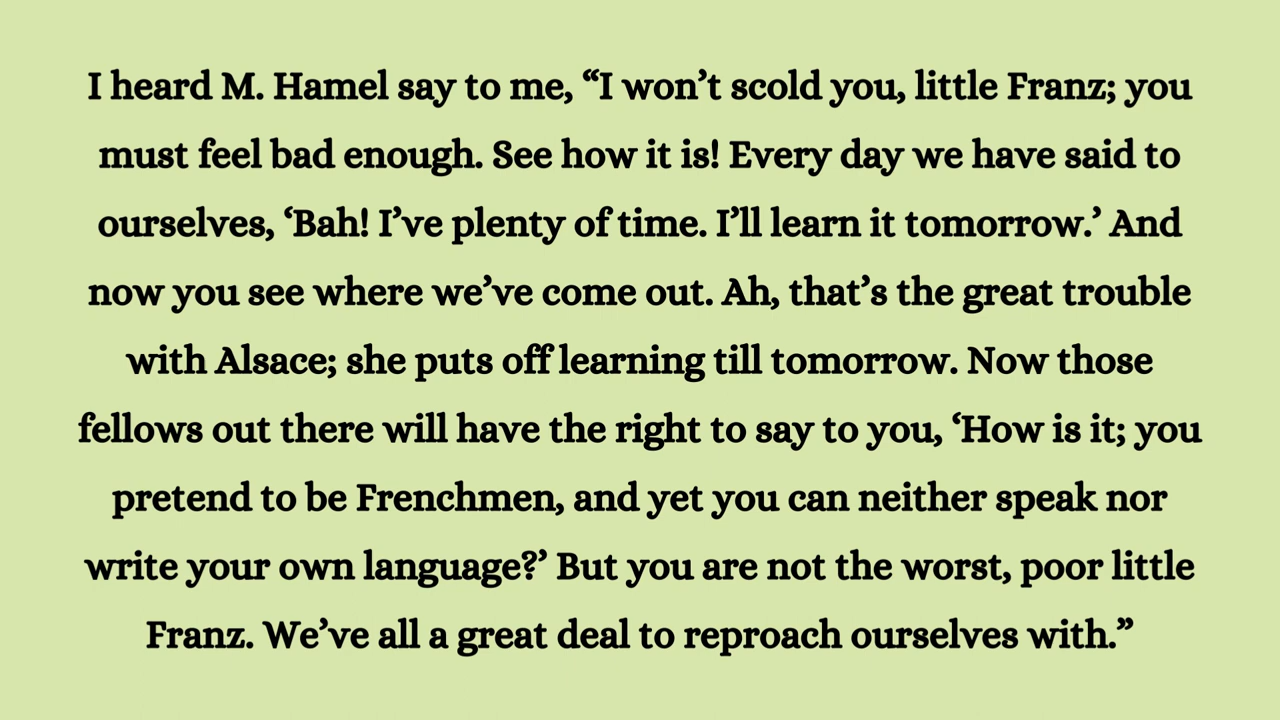 I heard M. Hamel say to me, “I won’t scold you, little Franz; you
must feel bad enough. See how it is! Every day we have said to
ourselves, ‘Bah! I’ve plenty of time. I’ll learn it tomorrow.’ And
now you see where we’ve come out. Ah, that’s the great trouble
with Alsace; she puts off learning till tomorrow. Now those
fellows out there will have the right to say to you, ‘How is it; you
pretend to be Frenchmen, and yet you can neither speak nor
write your own language?’ But you are not the worst, poor little
Franz. We’ve all a great deal to reproach ourselves with.”